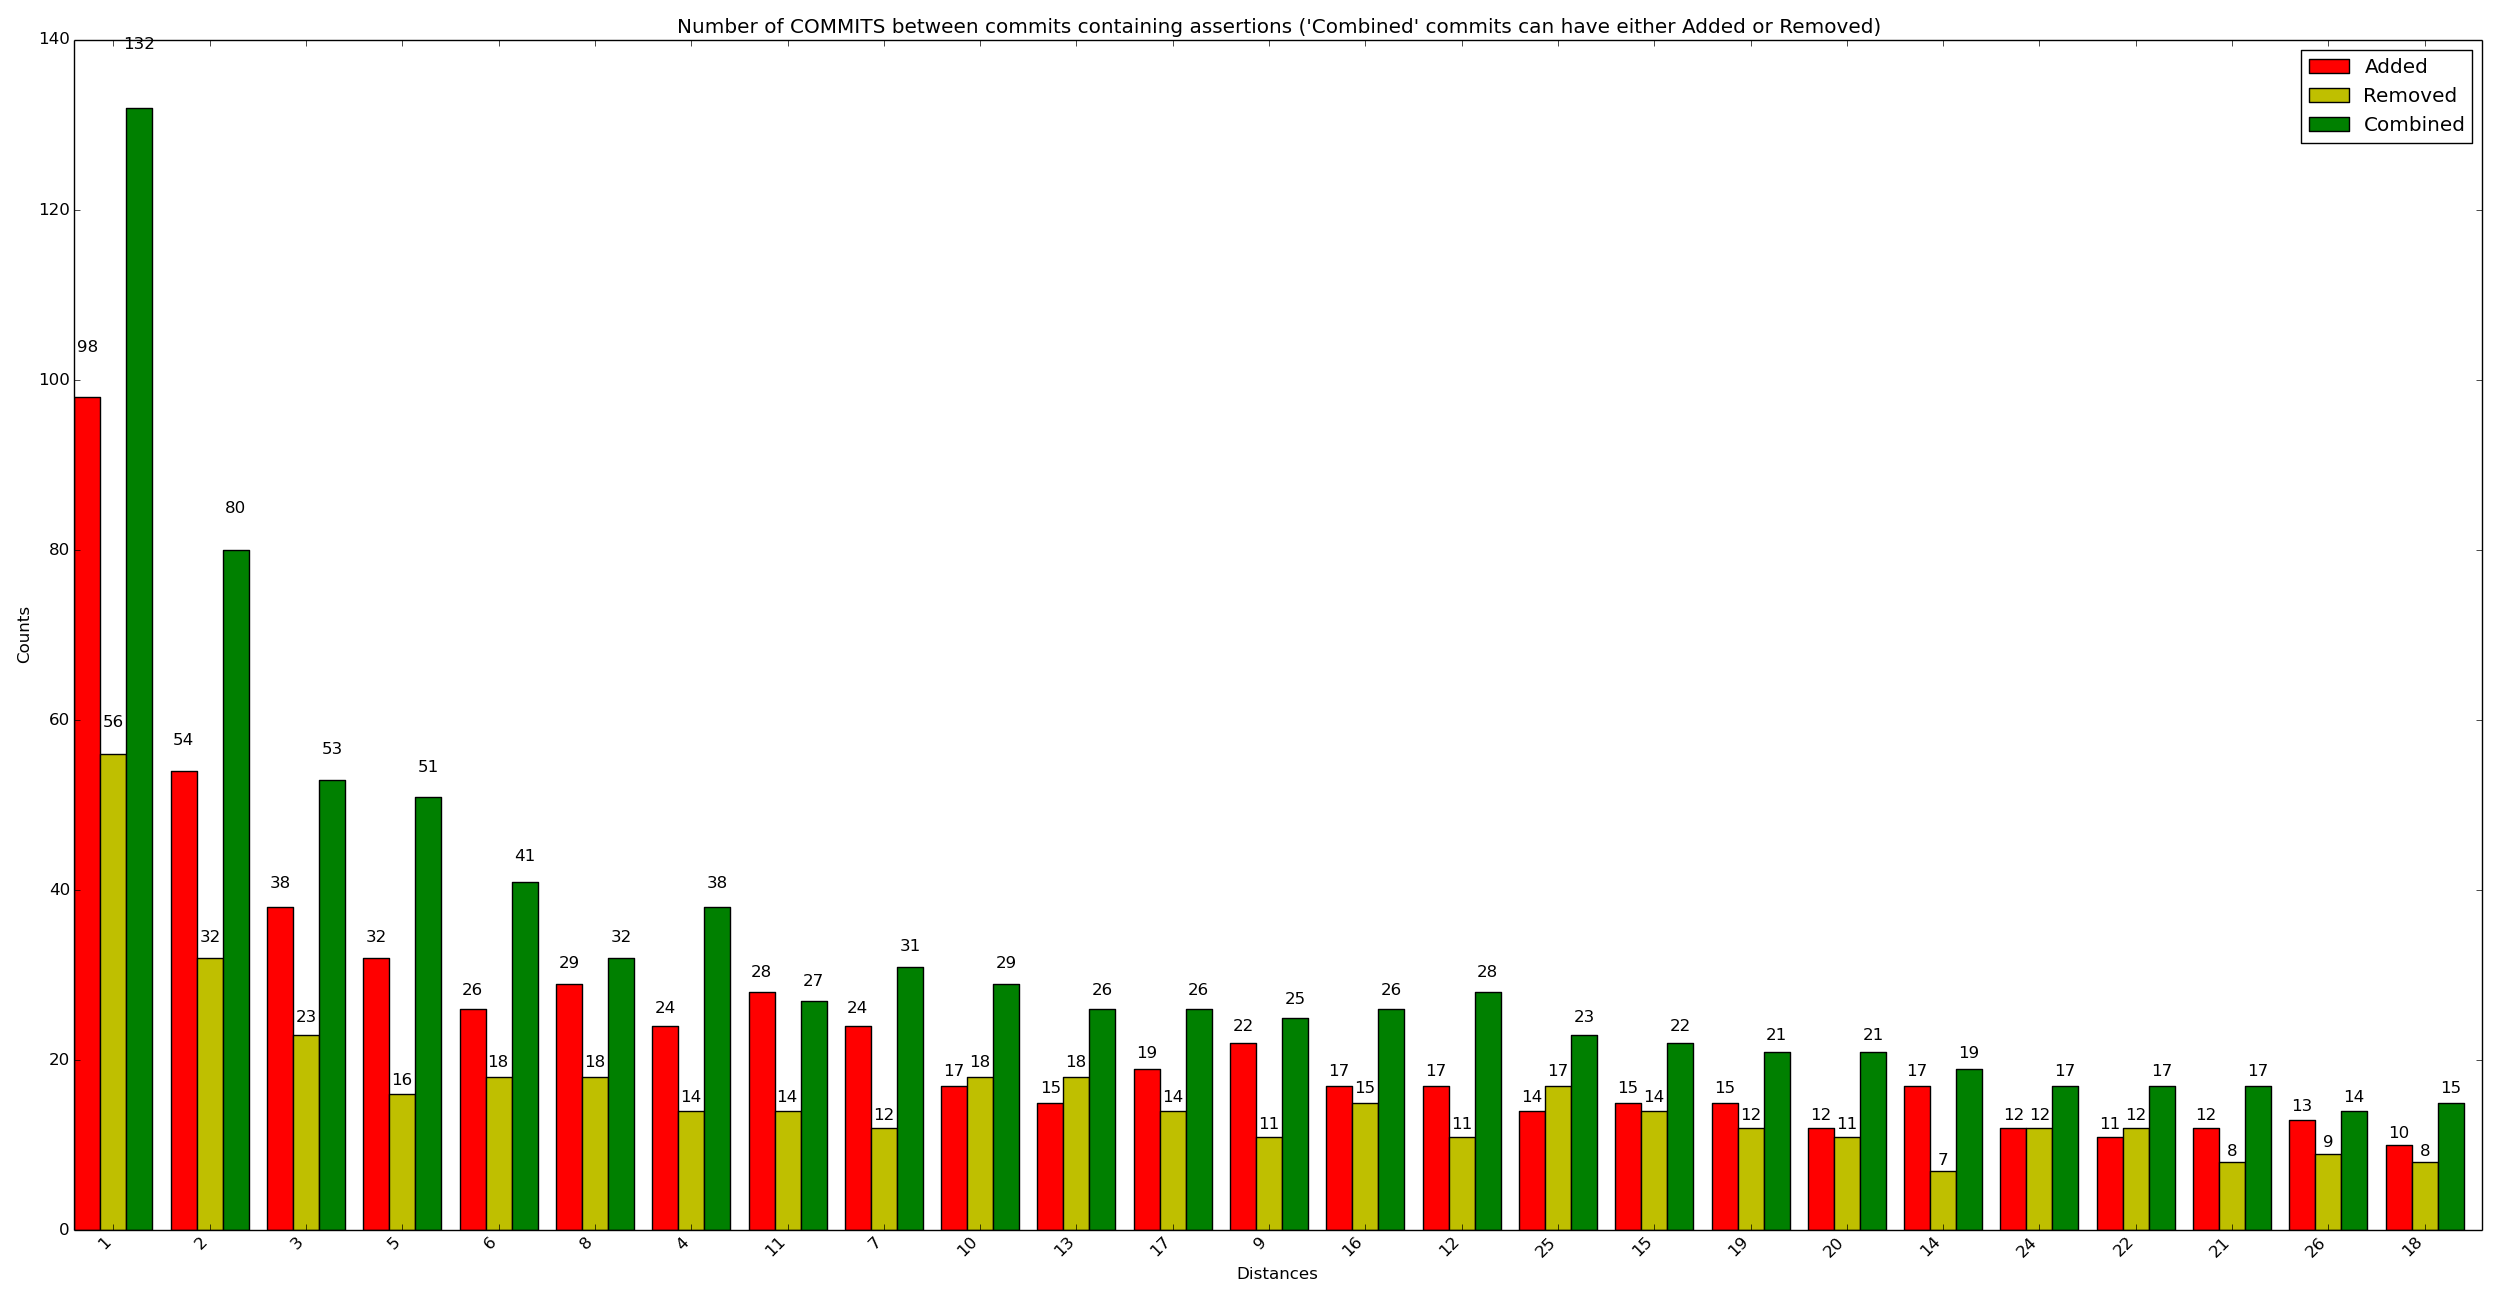 Number of COMMITS between commits containing assertions ('Combined' commits can have either Added or Removed)
Added
Removed
Combined
Counts
140
120
100
80
60
40
20
0
98 56 132
54 32 80
38 23 53
32 16 51
26 18 41
29 18 32
24 14 38
28 14 27
24 12 31
17 18 29
15 18 26
19 14 26
22 11 25
17 15 26
17 11 28
14 17 23
15 14 22
15 12 21
12 11 21
17 7 19
12 12 17
11 12 17
12 8 17
13 9 14
10 8 15
1 2 3 5 6 8 4 11 7 10 13 17 9 16 12 25 15 19 20 14 24 22 21 26 18
Distances